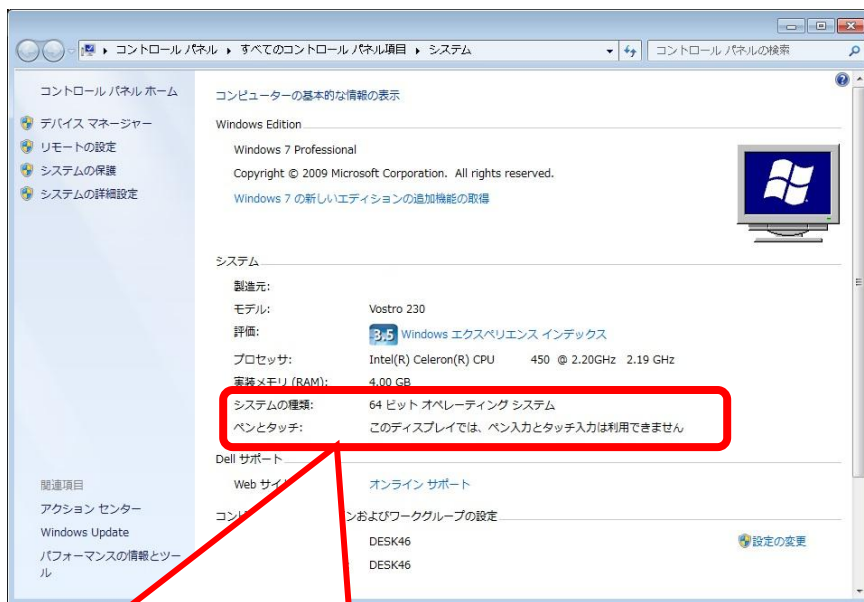 コントロール パネル ▸ すべてのコントロール パネル項目 ▸ システム
コントロール パネルの検索
コントロール パネル ホーム
デバイス マネージャー
リモートの設定
システムの保護
システムの詳細設定
コンピューターの基本的な情報の表示
Windows Edition
Windows 7 Professional
Copyright © 2009 Microsoft Corporation. All rights reserved.
Windows 7 の新しいエディションの追加機能の取得
システム
製造元:
モデル: Vostro 230
評価: 3,5 Windows エクスペリエンス インデックス
プロセッサ: Intel(R) Celeron(R) CPU 450 @ 2.20GHz 2.19 GHz
実装メモリ (RAM): 4.00 GB
システムの種類: 64 ビット オペレーティング システム
ペンとタッチ: このディスプレイでは、ペン入力とタッチ入力は利用できません
Dell サポート
Web サイ オンライン サポート
コンピ ンおよびワークグループの設定
DESK46
設定の変更
DESK46
関連項目
アクション センター
Windows Update
パフォーマンスの情報とツー
ル